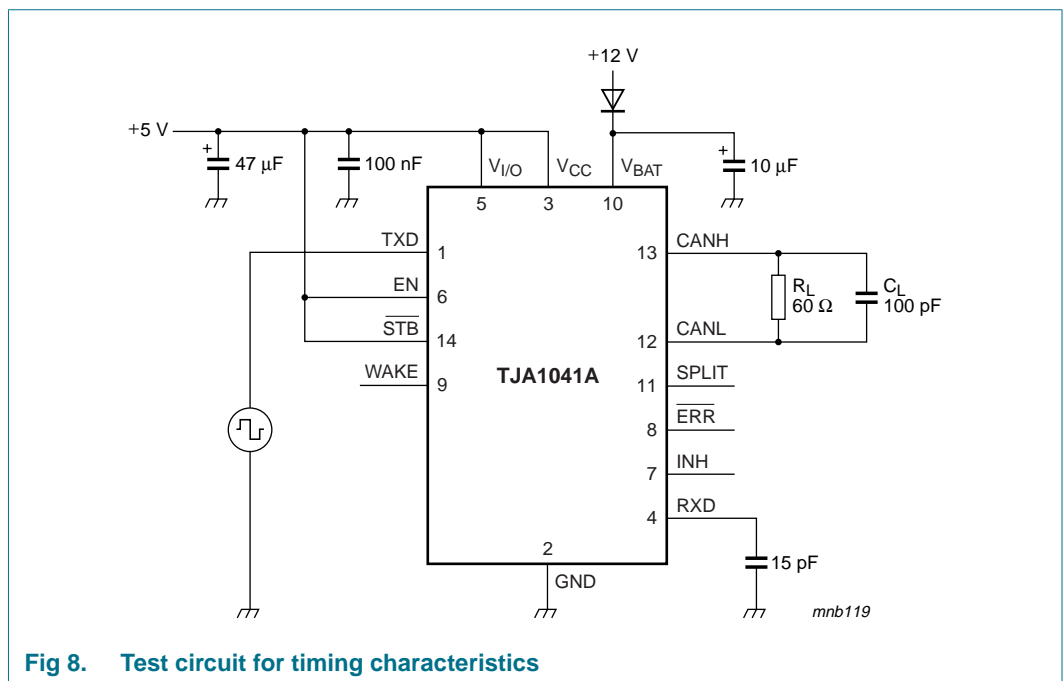 +12 V
+5 V
+
47 μF
100 nF
V_I/O
V_CC
V_BAT
+
10 μF
5
3
10
TXD
1
13
CANH
EN
6
R_L
60 Ω
C_L
100 pF
S̅T̅B̅
14
12
CANL
WAKE
9
TJA1041A
11
SPLIT
8
E̅R̅R̅
7
INH
4
RXD
2
GND
15 pF
mnb119
Fig 8. Test circuit for timing characteristics